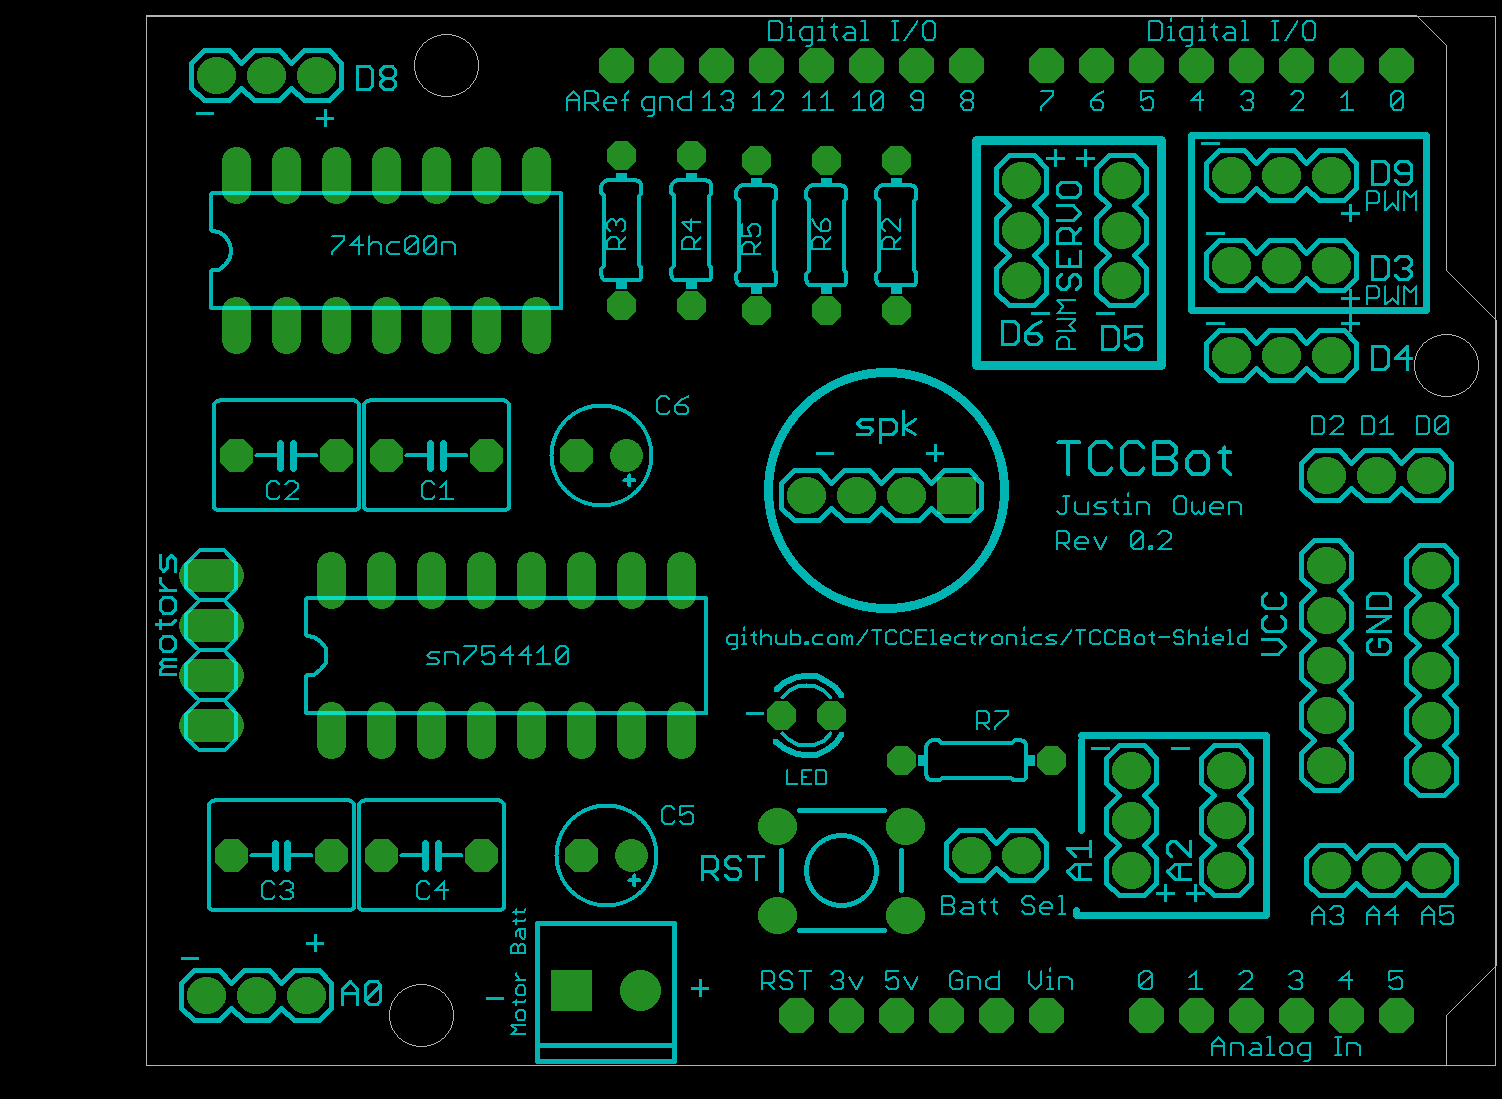 Digital I/O
Digital I/O
D8
- +
ARef gnd 13 12 11 10 9 8
7 6 5 4 3 2 1 0
74hc00n
R3
R4
R5
R6
R2
+ +
PWM SERVO
- -
D6
D5
-
D9
PWM
+
-
D3
PWM
+
-
+
D4
C2
C1
C6
spk
- +
TCCBot
Justin Owen
Rev 0.2
D2 D1 D0
motors
sn754410
github.com/TCCElectronics/TCCBot-Shield
VCC
GND
-
LED
R7
- -
A1
A2
+ +
C3
C4
C5
+
+
RST
Batt Sel
A3 A4 A5
- +
A0
Motor Batt
- +
RST 3v 5v Gnd Vin
0 1 2 3 4 5
Analog In